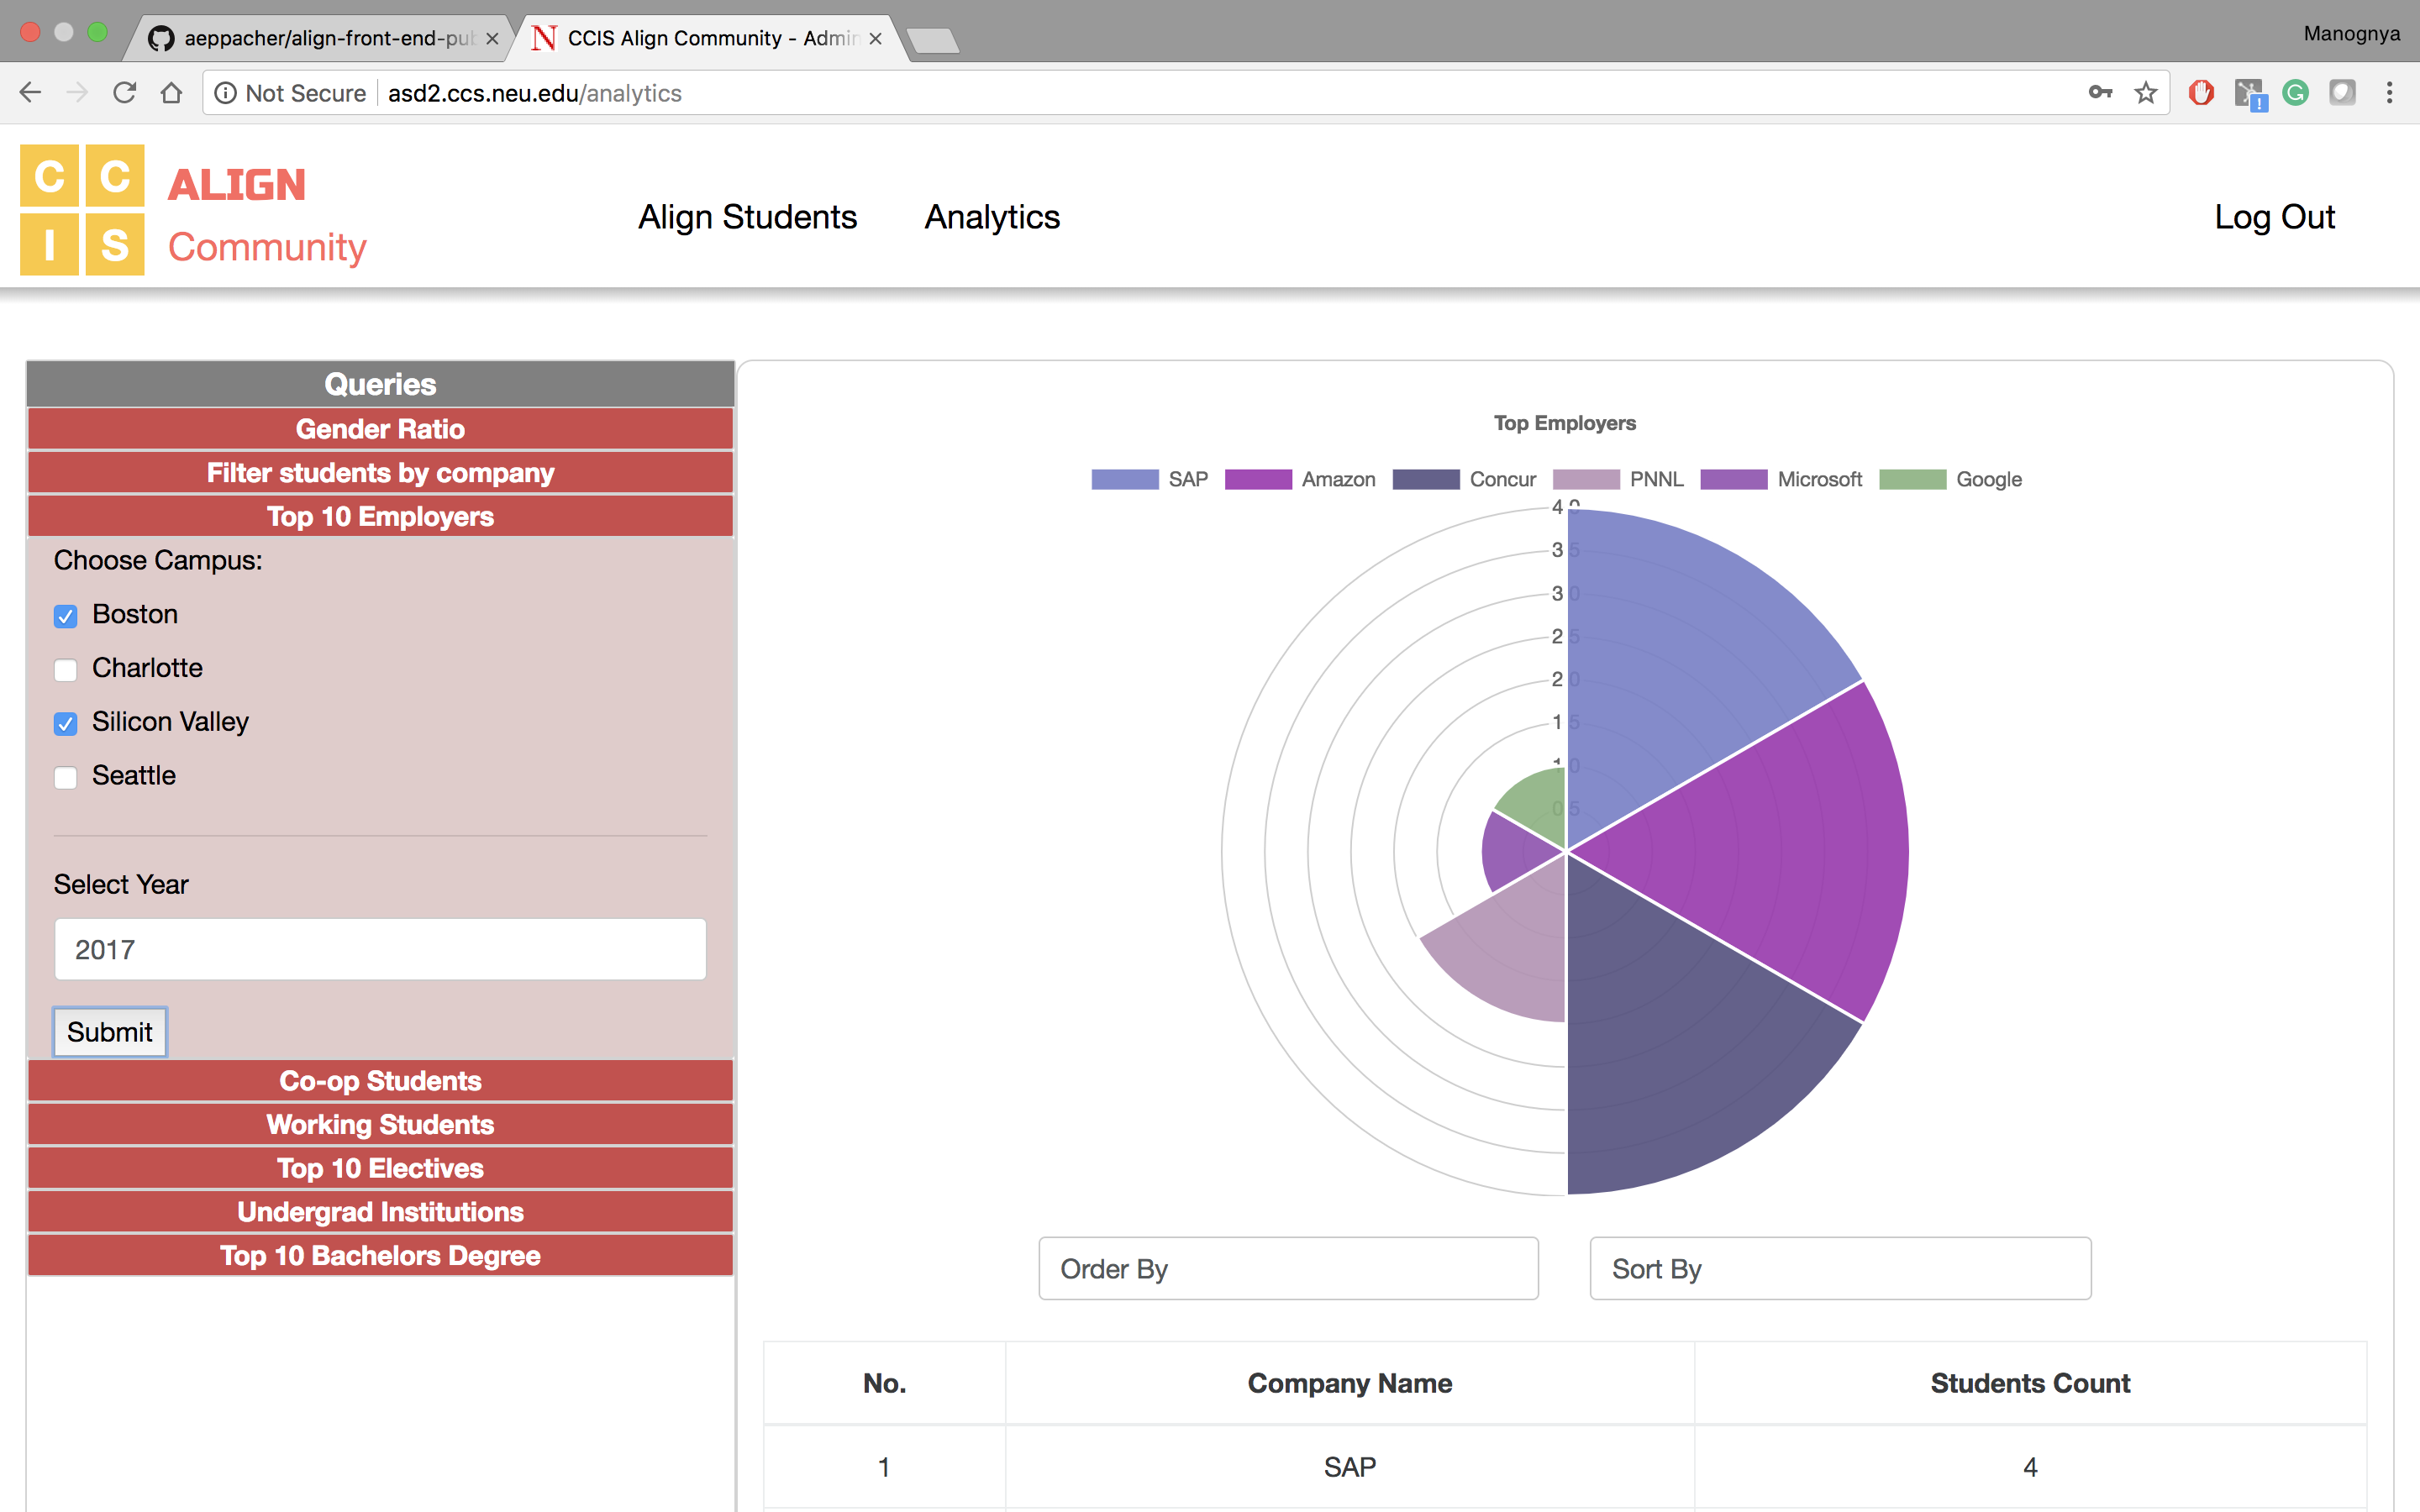 aeppacher/align-front-end-pub
CCIS Align Community - Admin
Manognya
Not Secure
asd2.ccs.neu.edu/analytics
C C
I S
ALIGN
Community
Align Students
Analytics
Log Out
Queries
Gender Ratio
Filter students by company
Top 10 Employers
Choose Campus:
Boston
Charlotte
Silicon Valley
Seattle
Select Year
2017
Submit
Co-op Students
Working Students
Top 10 Electives
Undergrad Institutions
Top 10 Bachelors Degree
Top Employers
SAP Amazon Concur PNNL Microsoft Google
4 0
3 5
3 0
2 5
2 0
1 5
1 0
0 5
Order By
Sort By
No. Company Name Students Count
1 SAP 4